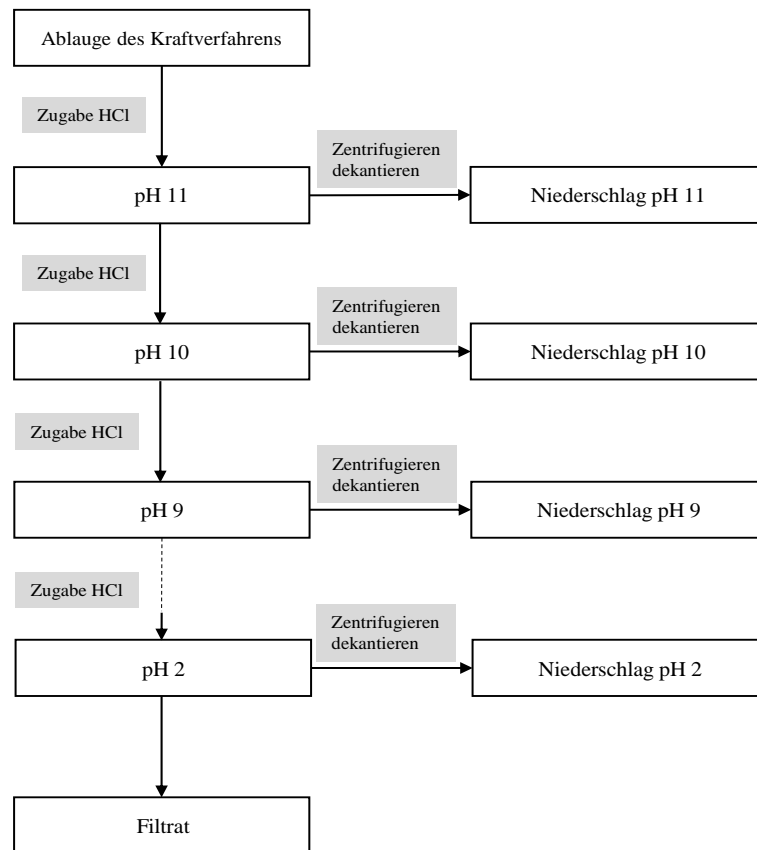 Ablauge des Kraftverfahrens
Zugabe HCl
Zentrifugieren
dekantieren
pH 11
Niederschlag pH 11
Zugabe HCl
Zentrifugieren
dekantieren
pH 10
Niederschlag pH 10
Zugabe HCl
Zentrifugieren
dekantieren
pH 9
Niederschlag pH 9
Zugabe HCl
Zentrifugieren
dekantieren
pH 2
Niederschlag pH 2
Filtrat